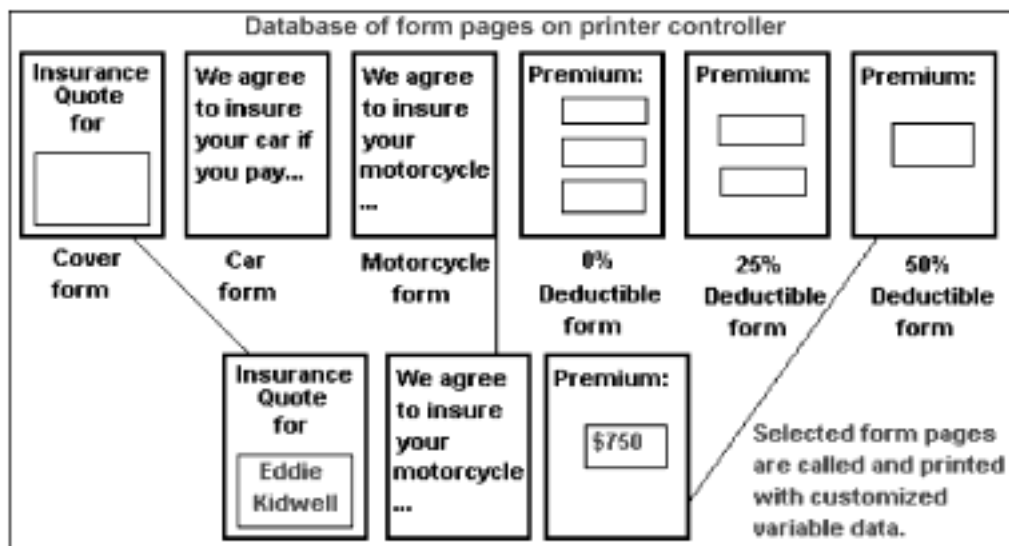 Database of form pages on printer controller
Insurance
Quote
for
We agree
to insure
your car if
you pay...
We agree
to insure
your
motorcycle
...
Premium:
Premium:
Premium:
Cover
form
Car
form
Motorcycle
form
0%
Deductible
form
25%
Deductible
form
50%
Deductible
form
Insurance
Quote
for
Eddie
Kidwell
We agree
to insure
your
motorcycle
...
Premium:
$750
Selected form pages
are called and printed
with customized
variable data.